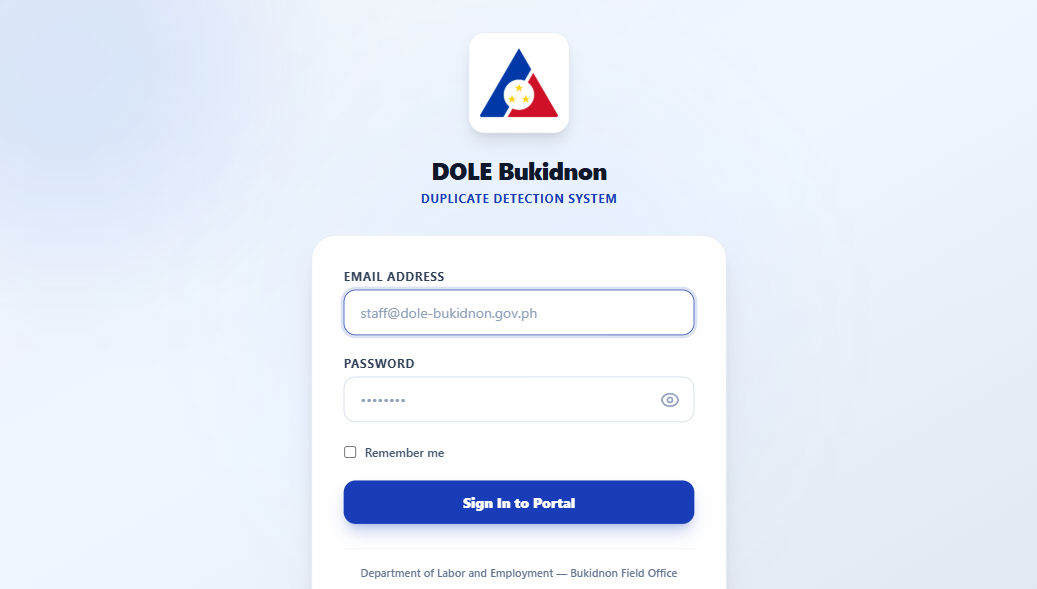 DOLE Bukidnon
DUPLICATE DETECTION SYSTEM
EMAIL ADDRESS
staff@dole-bukidnon.gov.ph
PASSWORD
••••••••
Remember me
Sign In to Portal
Department of Labor and Employment — Bukidnon Field Office